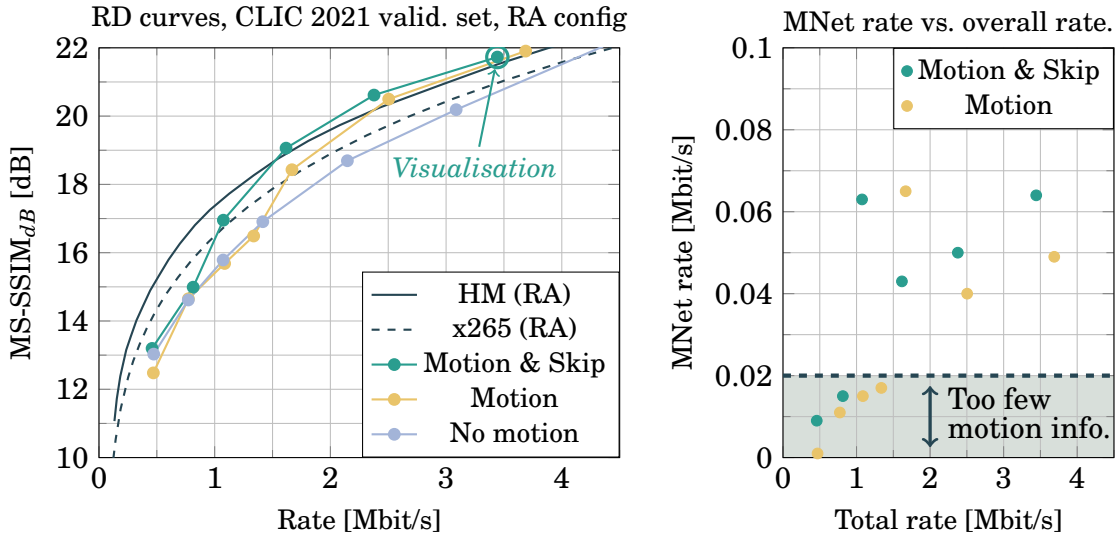 RD curves, CLIC 2021 valid. set, RA config
22
20
18
16
14
12
10
MS-SSIM_dB [dB]
Visualisation
HM (RA)
x265 (RA)
Motion & Skip
Motion
No motion
0 1 2 3 4
Rate [Mbit/s]
MNet rate vs. overall rate.
0.1
0.08
0.06
0.04
0.02
0
MNet rate [Mbit/s]
Motion & Skip
Motion
Too few
motion info.
0 1 2 3 4
Total rate [Mbit/s]